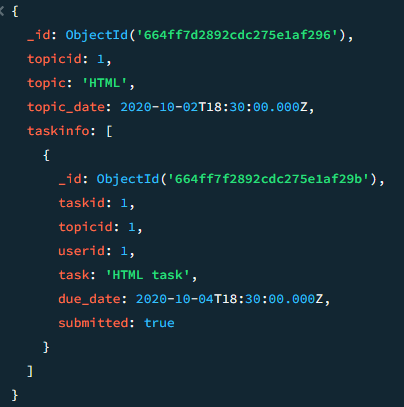 {
  _id: ObjectId('664ff7d2892cdc275e1af296'),
  topicid: 1,
  topic: 'HTML',
  topic_date: 2020-10-02T18:30:00.000Z,
  taskinfo: [
    {
      _id: ObjectId('664ff7f2892cdc275e1af29b'),
      taskid: 1,
      topicid: 1,
      userid: 1,
      task: 'HTML task',
      due_date: 2020-10-04T18:30:00.000Z,
      submitted: true
    }
  ]
}